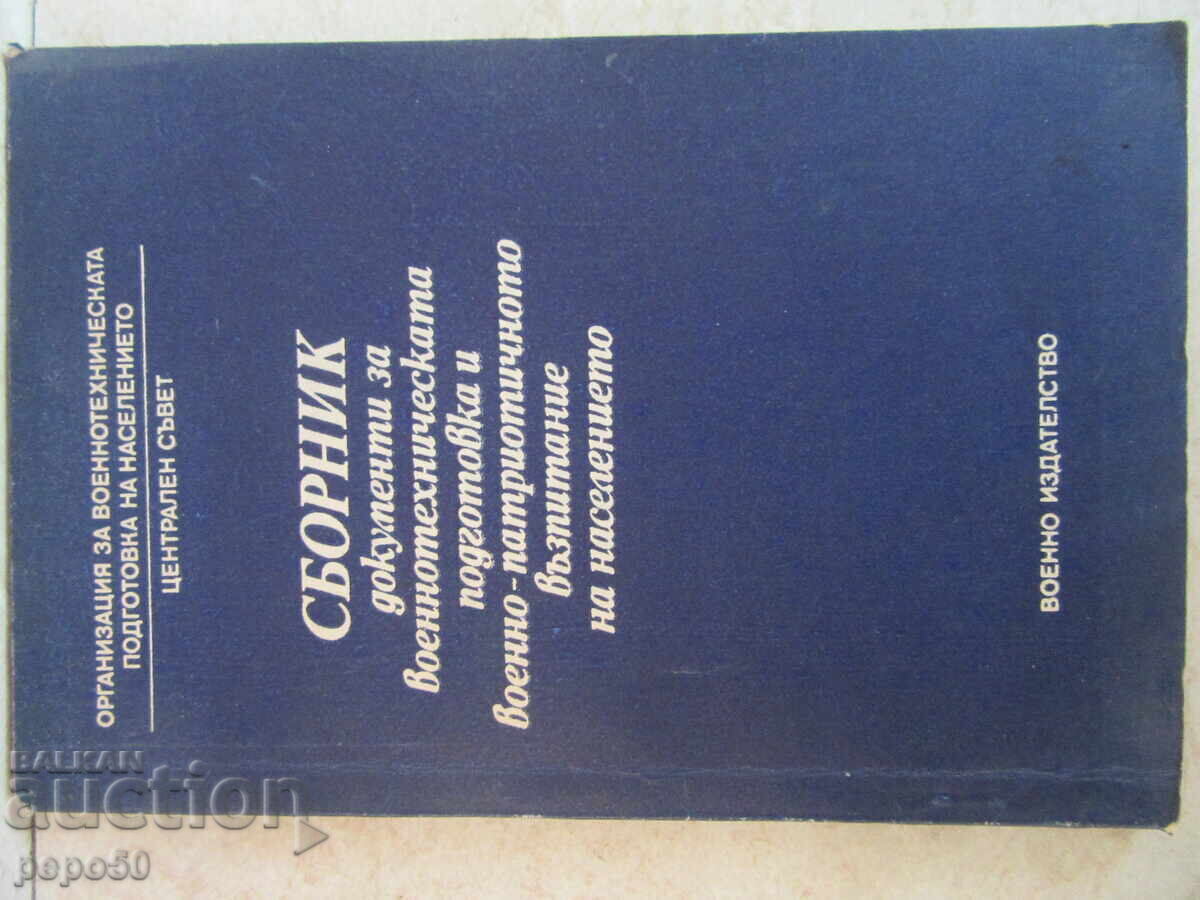 ОРГАНИЗАЦИЯ ЗА ВОЕННОТЕХНИЧЕСКАТА
ПОДГОТОВКА НА НАСЕЛЕНИЕТО
ЦЕНТРАЛЕН СЪВЕТ
СБОРНИК
документи за
военнотехническата
подготовка и
военно-патриотичното
възпитание
на населението
ВОЕННО ИЗДАТЕЛСТВО
BALKAN
auction
pepo50